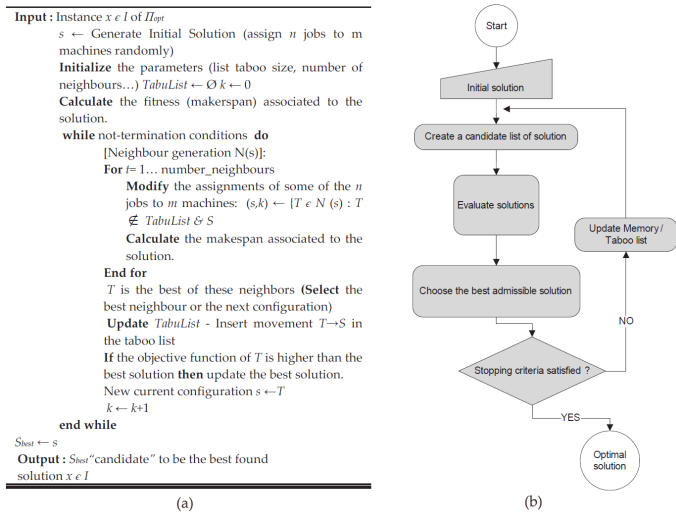 Input : Instance x ϵ I of Πopt
s ← Generate Initial Solution (assign n jobs to m
machines randomly)
Initialize the parameters (list taboo size, number of
neighbours…) TabuList ← Ø k ← 0
Calculate the fitness (makerspan) associated to the
solution.
while not-termination conditions do
[Neighbour generation N(s)]:
For t= 1… number_neighbours
Modify the assignments of some of the n
jobs to m machines: (s,k) ← {T ϵ N (s) : T
∉ TabuList & S
Calculate the makespan associated to the
solution.
End for
T is the best of these neighbors (Select the
best neighbour or the next configuration)
Update TabuList - Insert movement T→S in
the taboo list
If the objective function of T is higher than the
best solution then update the best solution.
New current configuration s ←T
k ← k+1
end while
Sbest ← s
Output : Sbest"candidate" to be the best found
solution x ϵ I
(a)
Start
Initial solution
Create a candidate list of solution
Evaluate solutions
Update Memory /
Taboo list
Choose the best admissible solution
NO
Stopping criteria satisfied ?
YES
Optimal
solution
(b)